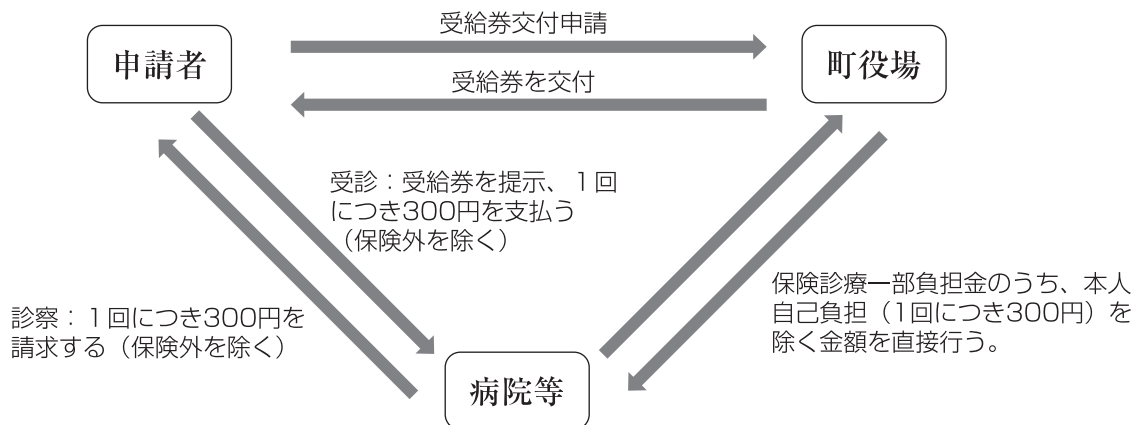 受給券交付申請
申請者
町役場
受給券を交付
受診：受給券を提示、１回
につき300円を支払う
（保険外を除く）
保険診療一部負担金のうち、本人
自己負担（1回につき300円）を
除く金額を直接行う。
診察：１回につき300円を
請求する（保険外を除く）
病院等